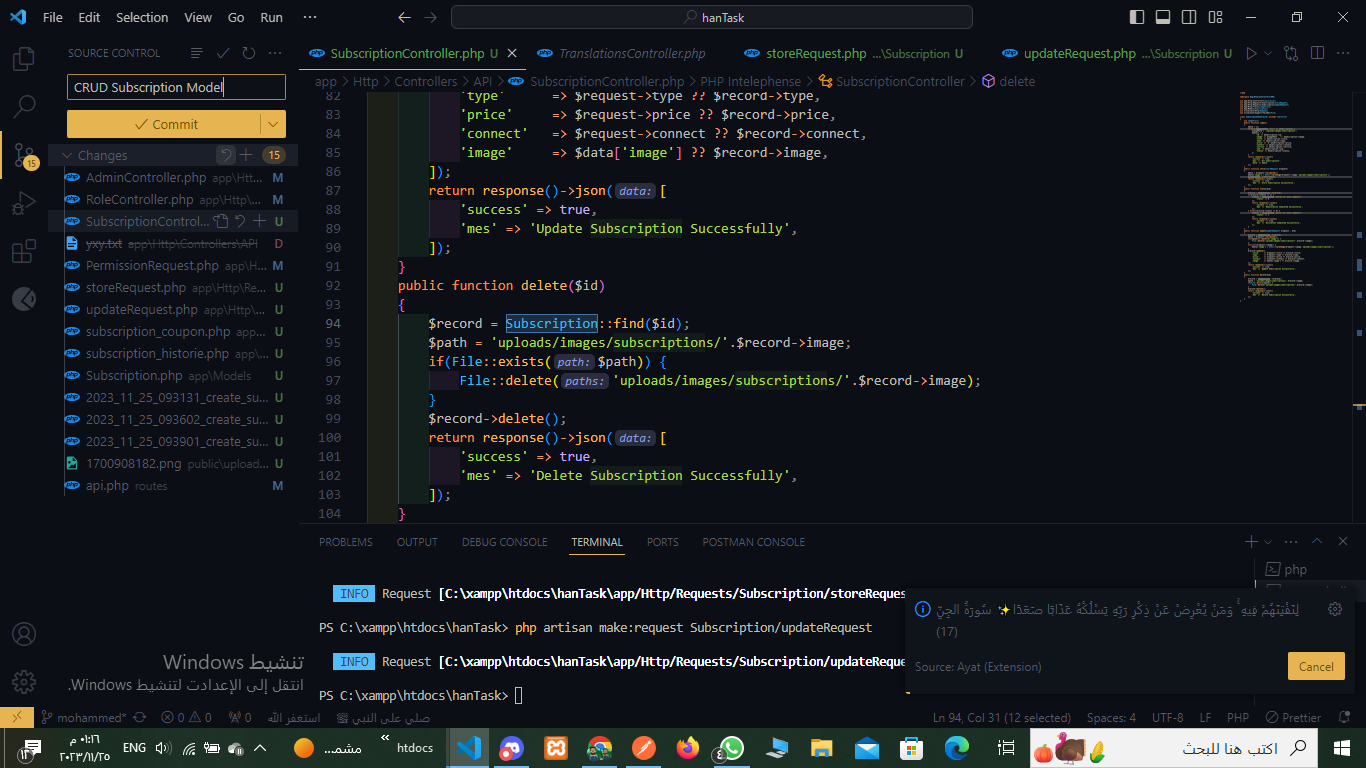 File Edit Selection View Go Run ··· hanTask
SOURCE CONTROL
CRUD Subscription Model
Commit
Changes 15
15
AdminController.php app\Htt... M
RoleController.php app\Http\... M
SubscriptionControl... U
yxy.txt app\Http\Controllers\API D
PermissionRequest.php app\H... M
storeRequest.php app\Http\Re... U
updateRequest.php app\Http\... U
subscription_coupon.php app... U
subscription_historie.php app\... U
Subscription.php app\Models U
2023_11_25_093131_create_su... U
2023_11_25_093602_create_su... U
2023_11_25_093901_create_su... U
1700908182.png public\upload... U
api.php routes M
SubscriptionController.php U TranslationsController.php storeRequest.php ...\Subscription U updateRequest.php ...\Subscription U
app > Http > Controllers > API > SubscriptionController.php > PHP Intelephense > SubscriptionController > delete
82 'type' => $request->type ?? $record->type,
83 'price' => $request->price ?? $record->price,
84 'connect' => $request->connect ?? $record->connect,
85 'image' => $data['image'] ?? $record->image,
86 ]);
87 return response()->json(data: [
88 'success' => true,
89 'mes' => 'Update Subscription Successfully',
90 ]);
91 }
92 public function delete($id)
93 {
94 $record = Subscription::find($id);
95 $path = 'uploads/images/subscriptions/'.$record->image;
96 if(File::exists(path: $path)) {
97 File::delete(paths: 'uploads/images/subscriptions/'.$record->image);
98 }
99 $record->delete();
100 return response()->json(data: [
101 'success' => true,
102 'mes' => 'Delete Subscription Successfully',
103 ]);
104 }
PROBLEMS OUTPUT DEBUG CONSOLE TERMINAL PORTS POSTMAN CONSOLE
php
INFO Request [C:\xampp\htdocs\hanTask\app/Http/Requests/Subscription/storeReques
PS C:\xampp\htdocs\hanTask> php artisan make:request Subscription/updateRequest
INFO Request [C:\xampp\htdocs\hanTask\app/Http/Requests/Subscription/updateReque
PS C:\xampp\htdocs\hanTask>
لِنَفْتِنَهُمْ فِيهِ ۚ وَمَن يُعْرِضْ عَن ذِكْرِ رَبِّهِ يَسْلُكْهُ عَذَابًا صَعَدًا ✨ سُورَةُ الجِنِّ
(17)
Source: Ayat (Extension)
Cancel
تنشيط Windows
انتقل إلى الإعدادت لتنشيط Windows.
mohammed* 0 0 0 استغفر الله صلي على النبي ﷺ Ln 94, Col 31 (12 selected) Spaces: 4 UTF-8 LF PHP Prettier
١٣ ٠١:١٦ م ENG مشمـ... htdocs ٤ اكتب هنا للبحث
٢٠٢٣/١١/٢٥